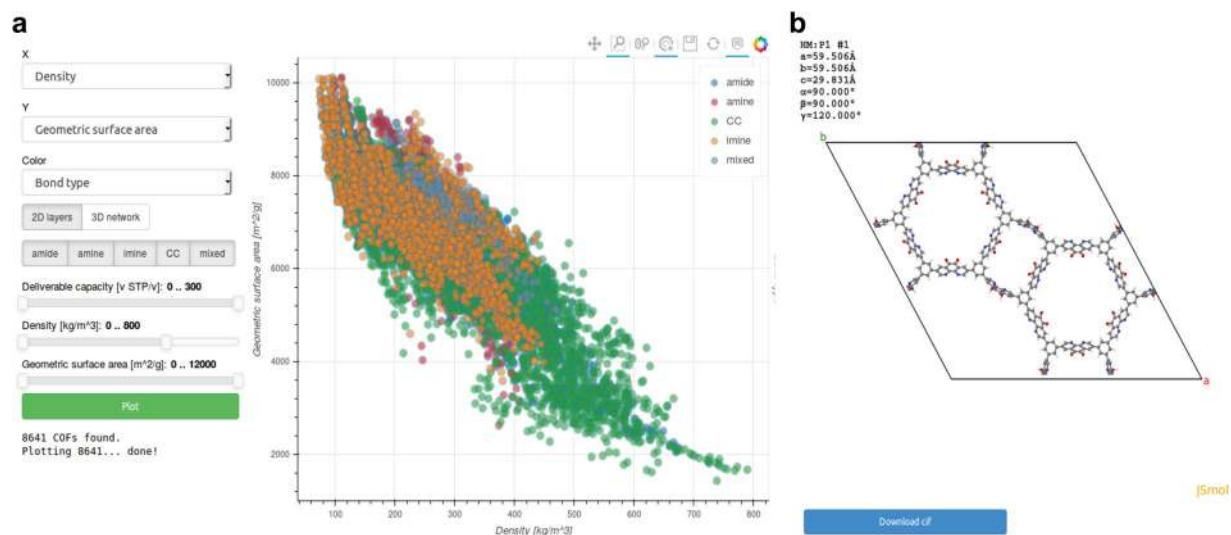 a
X
Density
Y
Geometric surface area
Color
Bond type
2D layers 3D network
amide amine imine CC mixed
Deliverable capacity [v STP/v]: 0 .. 300
Density [kg/m^3]: 0 .. 800
Geometric surface area [m^2/g]: 0 .. 12000
Plot
8641 COFs found.
Plotting 8641... done!
Geometric surface area [m^2/g]
10000
8000
6000
4000
2000
amide
amine
CC
imine
mixed
100 200 300 400 500 600 700 800
Density [kg/m^3]
b
HM:P1 #1
a=59.506Å
b=59.506Å
c=29.831Å
α=90.000°
β=90.000°
γ=120.000°
b
a
JSmol
Download cif